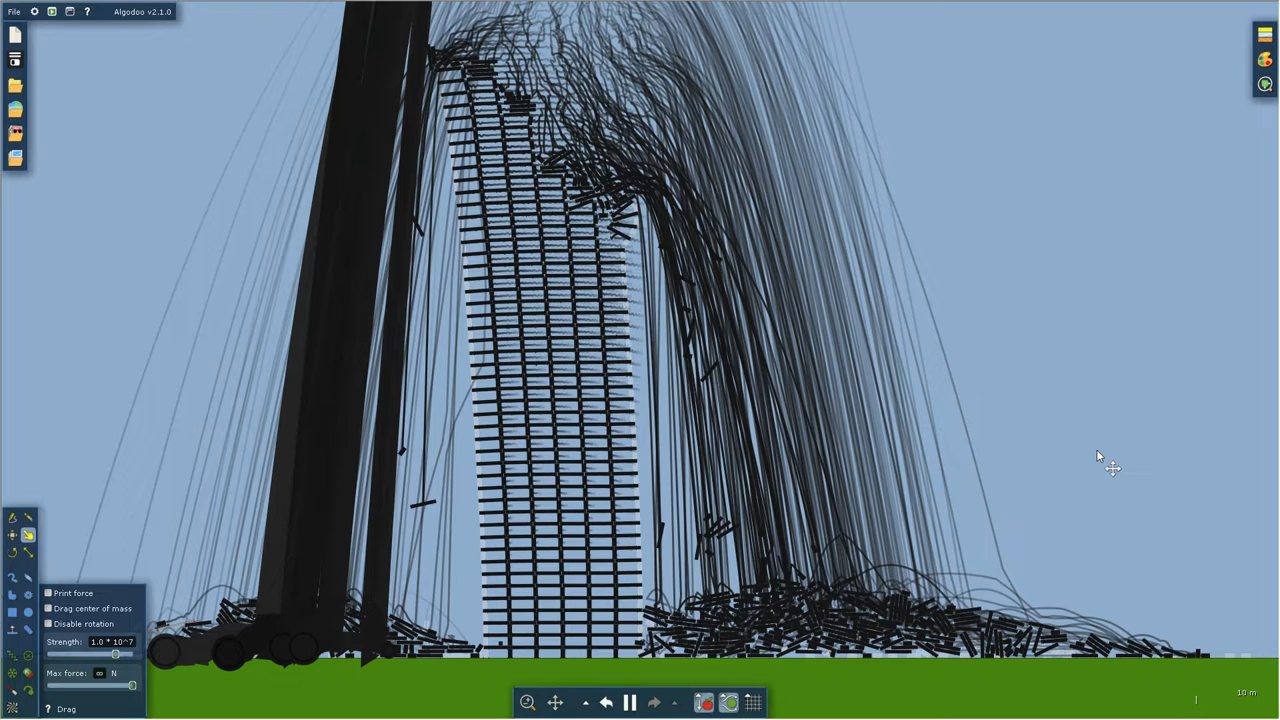 File ? Algodoo v2.1.0
Print force
Drag center of mass
Disable rotation
Strength: 1.0 * 10^7
Max force: ∞ N
? Drag
10 m